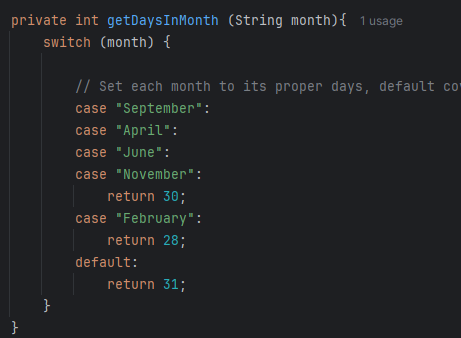 private int getDaysInMonth (String month){ 1 usage
switch (month) {
// Set each month to its proper days, default
case "September":
case "April":
case "June":
case "November":
return 30;
case "February":
return 28;
default:
return 31;
}
}